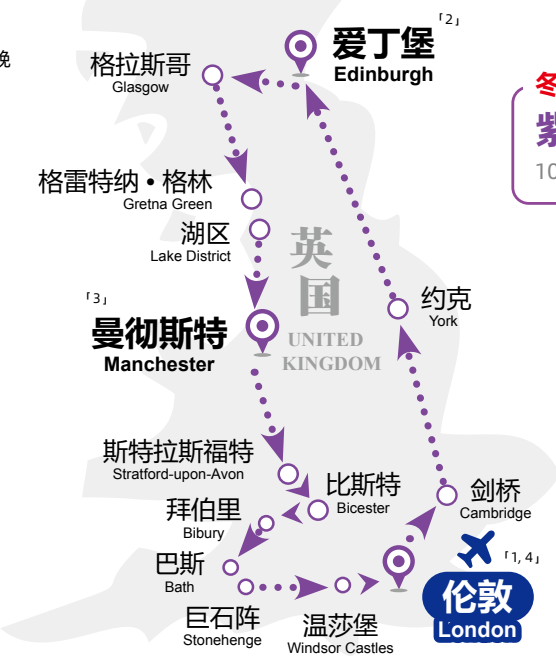 晚
「2」
爱丁堡
Edinburgh
格拉斯哥
Glasgow
冬
紫
10
格雷特纳 • 格林
Gretna Green
湖区
Lake District
英
国
UNITED
KINGDOM
「3」
曼彻斯特
Manchester
约克
York
斯特拉斯福特
Stratford-upon-Avon
比斯特
Bicester
剑桥
Cambridge
拜伯里
Bibury
巴斯
Bath
「1, 4」
伦敦
London
巨石阵
Stonehenge
温莎堡
Windsor Castles